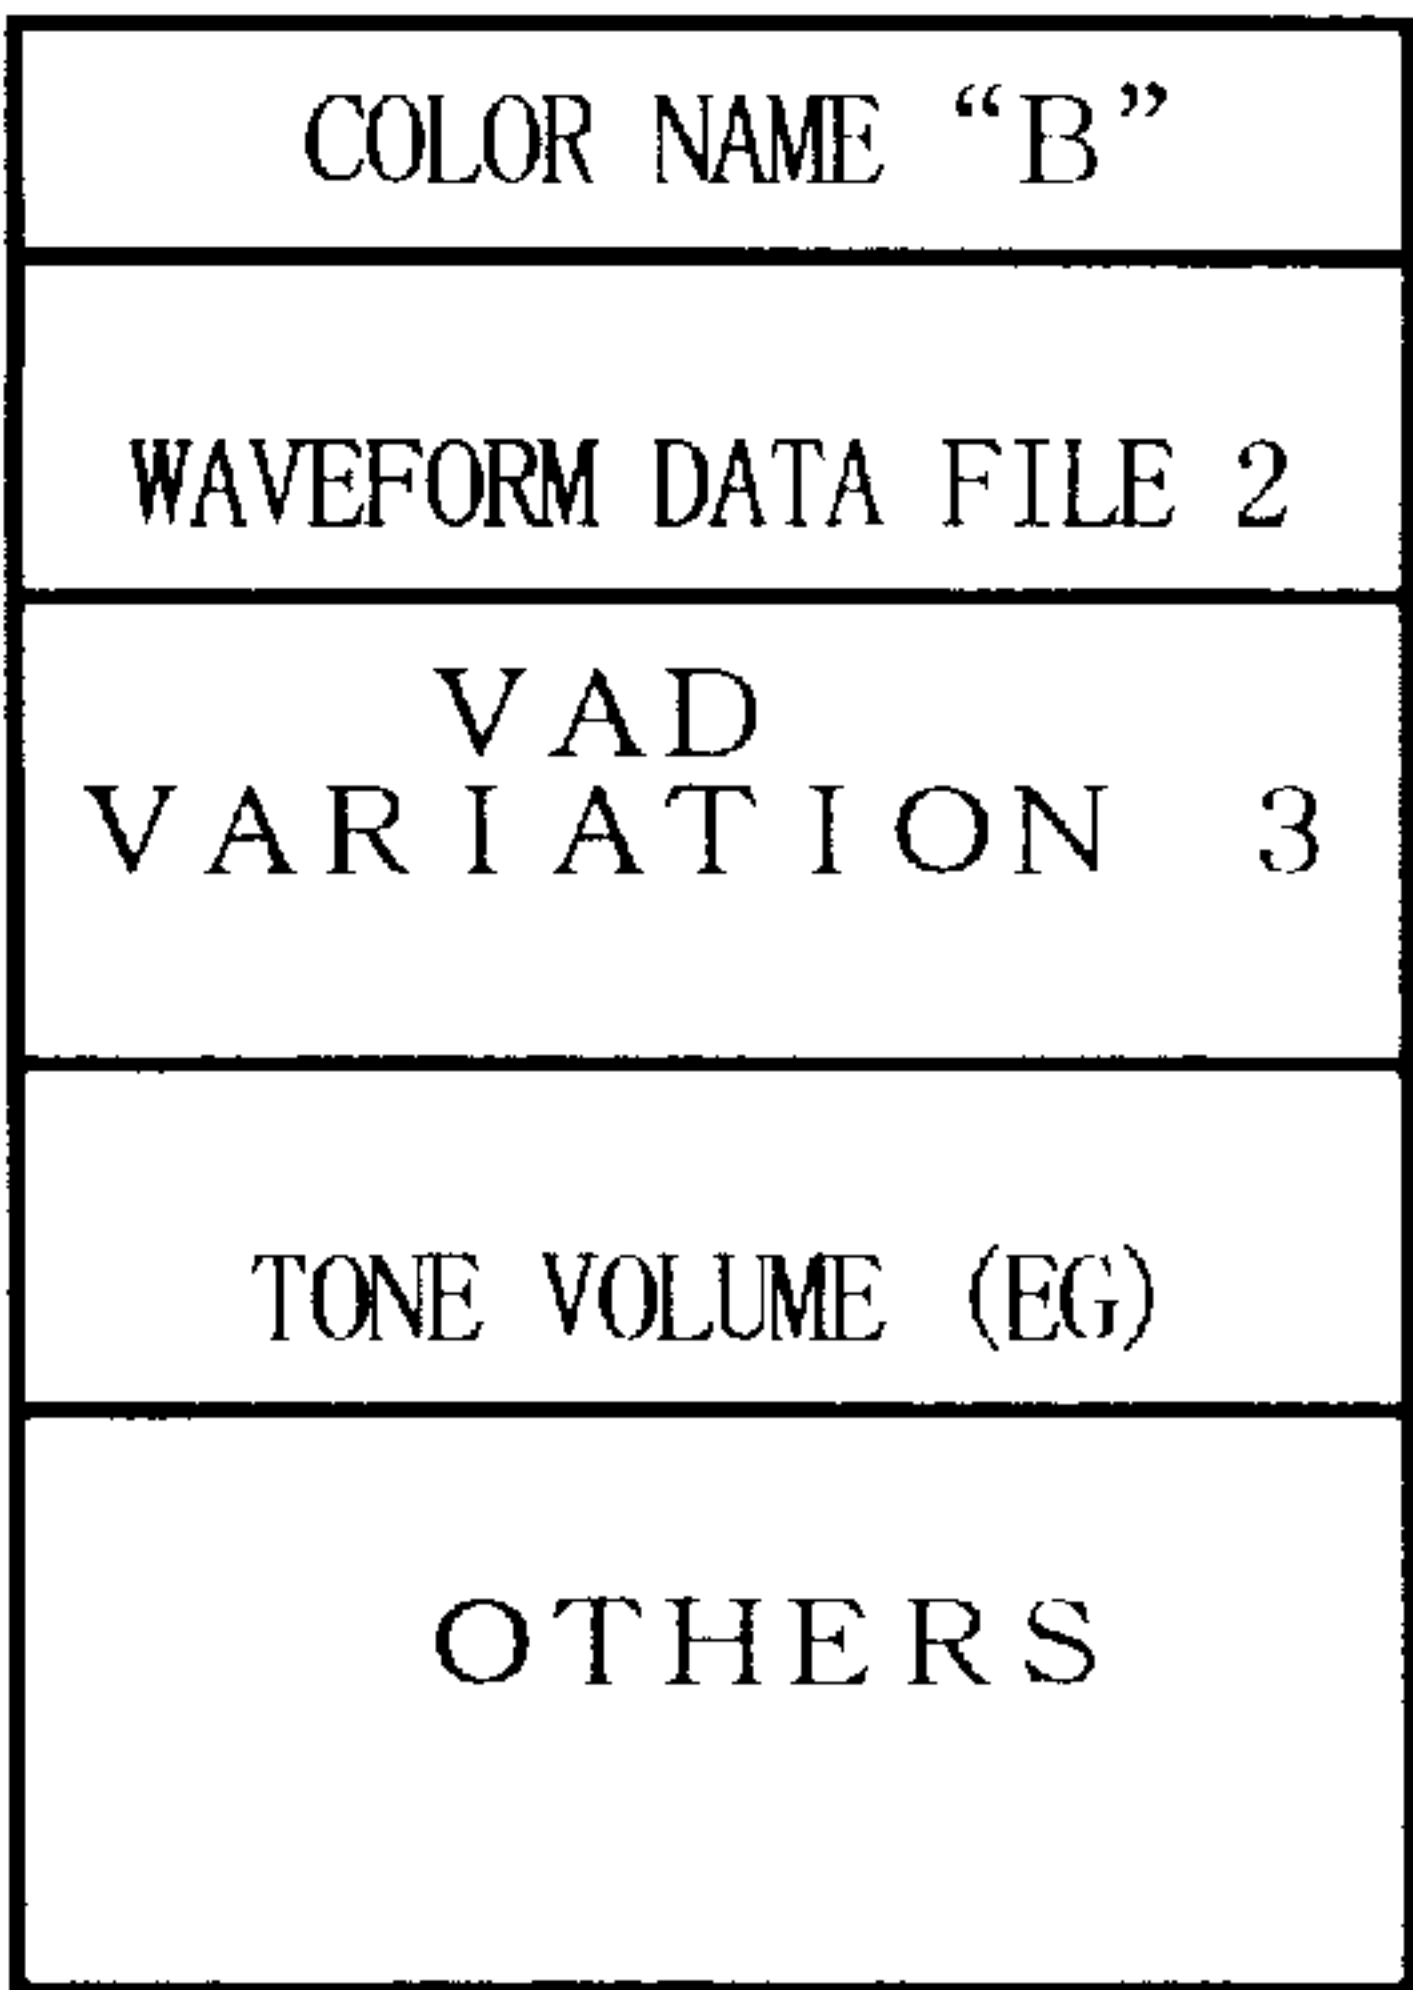 COLOR NAME “B”
WAVEFORM DATA FILE 2
VAD
VARIATION 3
TONE VOLUME (EG)
OTHERS